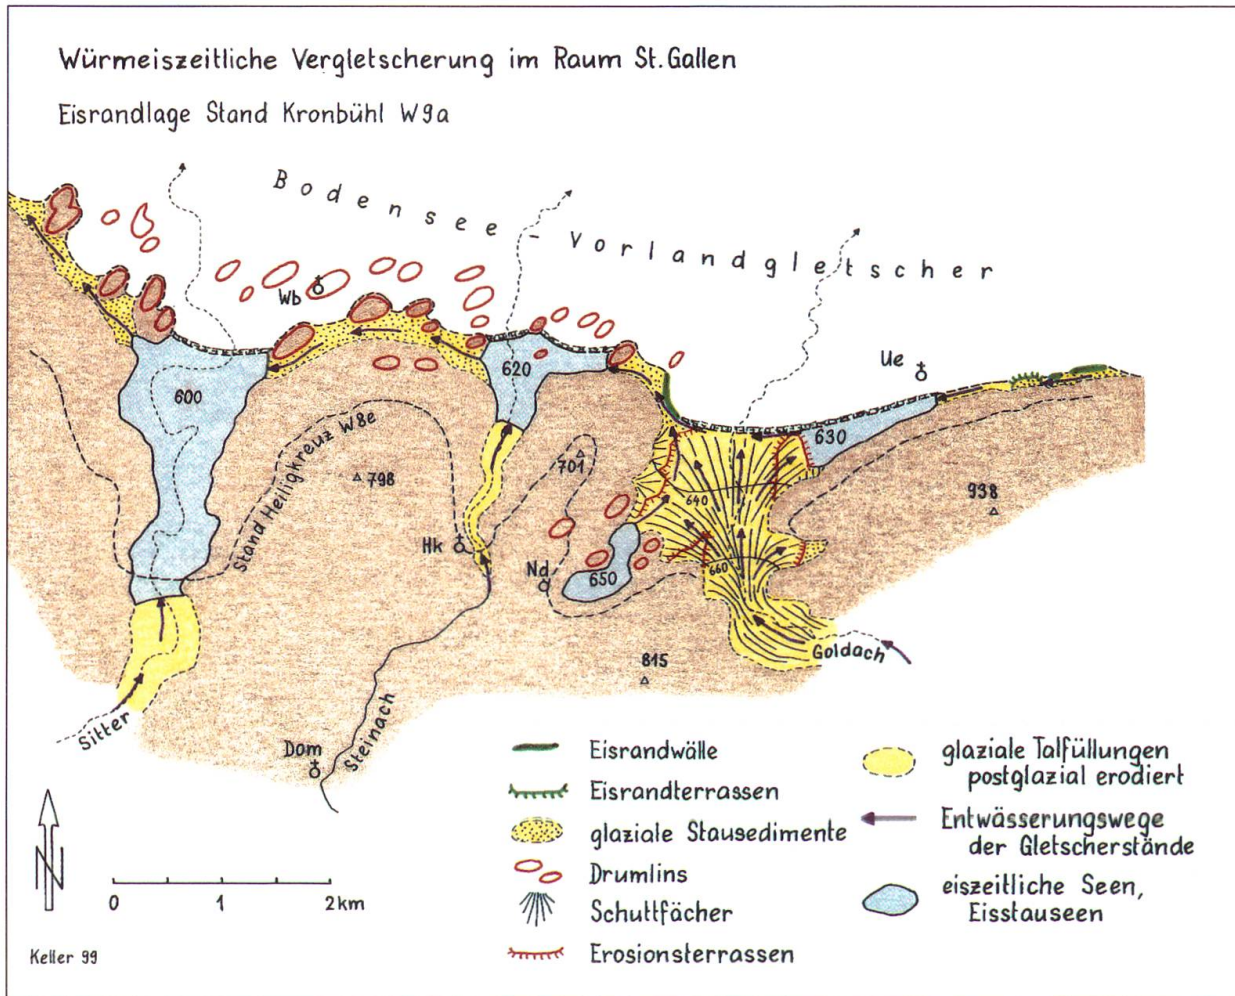 Würmeiszeitliche Vergletscherung im Raum St. Gallen
Eisrandlage Stand Kronbühl W9a
Bodensee - Vorlandgletscher
Wb
Ue
600
620
630
Stand Heiligkreuz W8e
798
701
640
938
Hk
Nd
650
660
Goldach
815
Sitter
Steinach
Dom
Eisrandwälle
Eisrandterrassen
glaziale Stausedimente
Drumlins
Schuttfächer
Erosionsterrassen
glaziale Talfüllungen
postglazial erodiert
Entwässerungswege
der Gletscherstände
eiszeitliche Seen,
Eisstauseen
N
0 1 2km
Keller 99